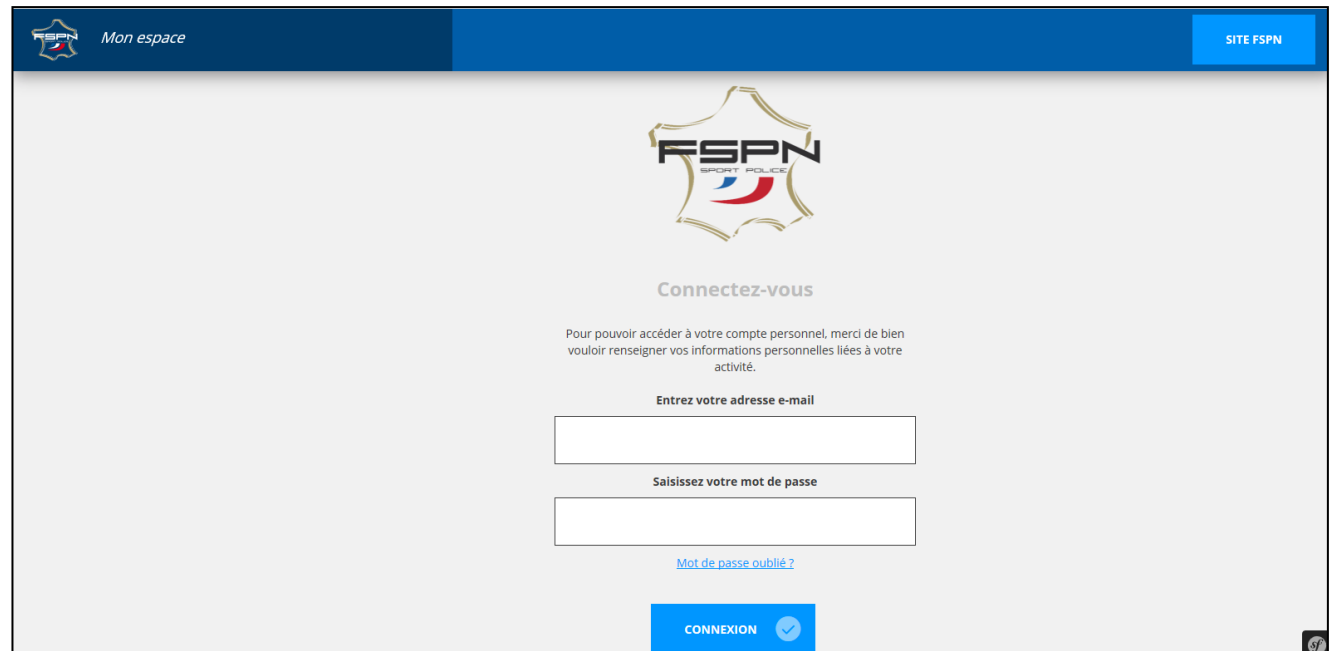 FSPN
Mon espace
SITE FSPN
FSPN
SPORT POLICE
Connectez-vous
Pour pouvoir accéder à votre compte personnel, merci de bien
vouloir renseigner vos informations personnelles liées à votre
activité.
Entrez votre adresse e-mail
Saisissez votre mot de passe
Mot de passe oublié ?
CONNEXION
sf